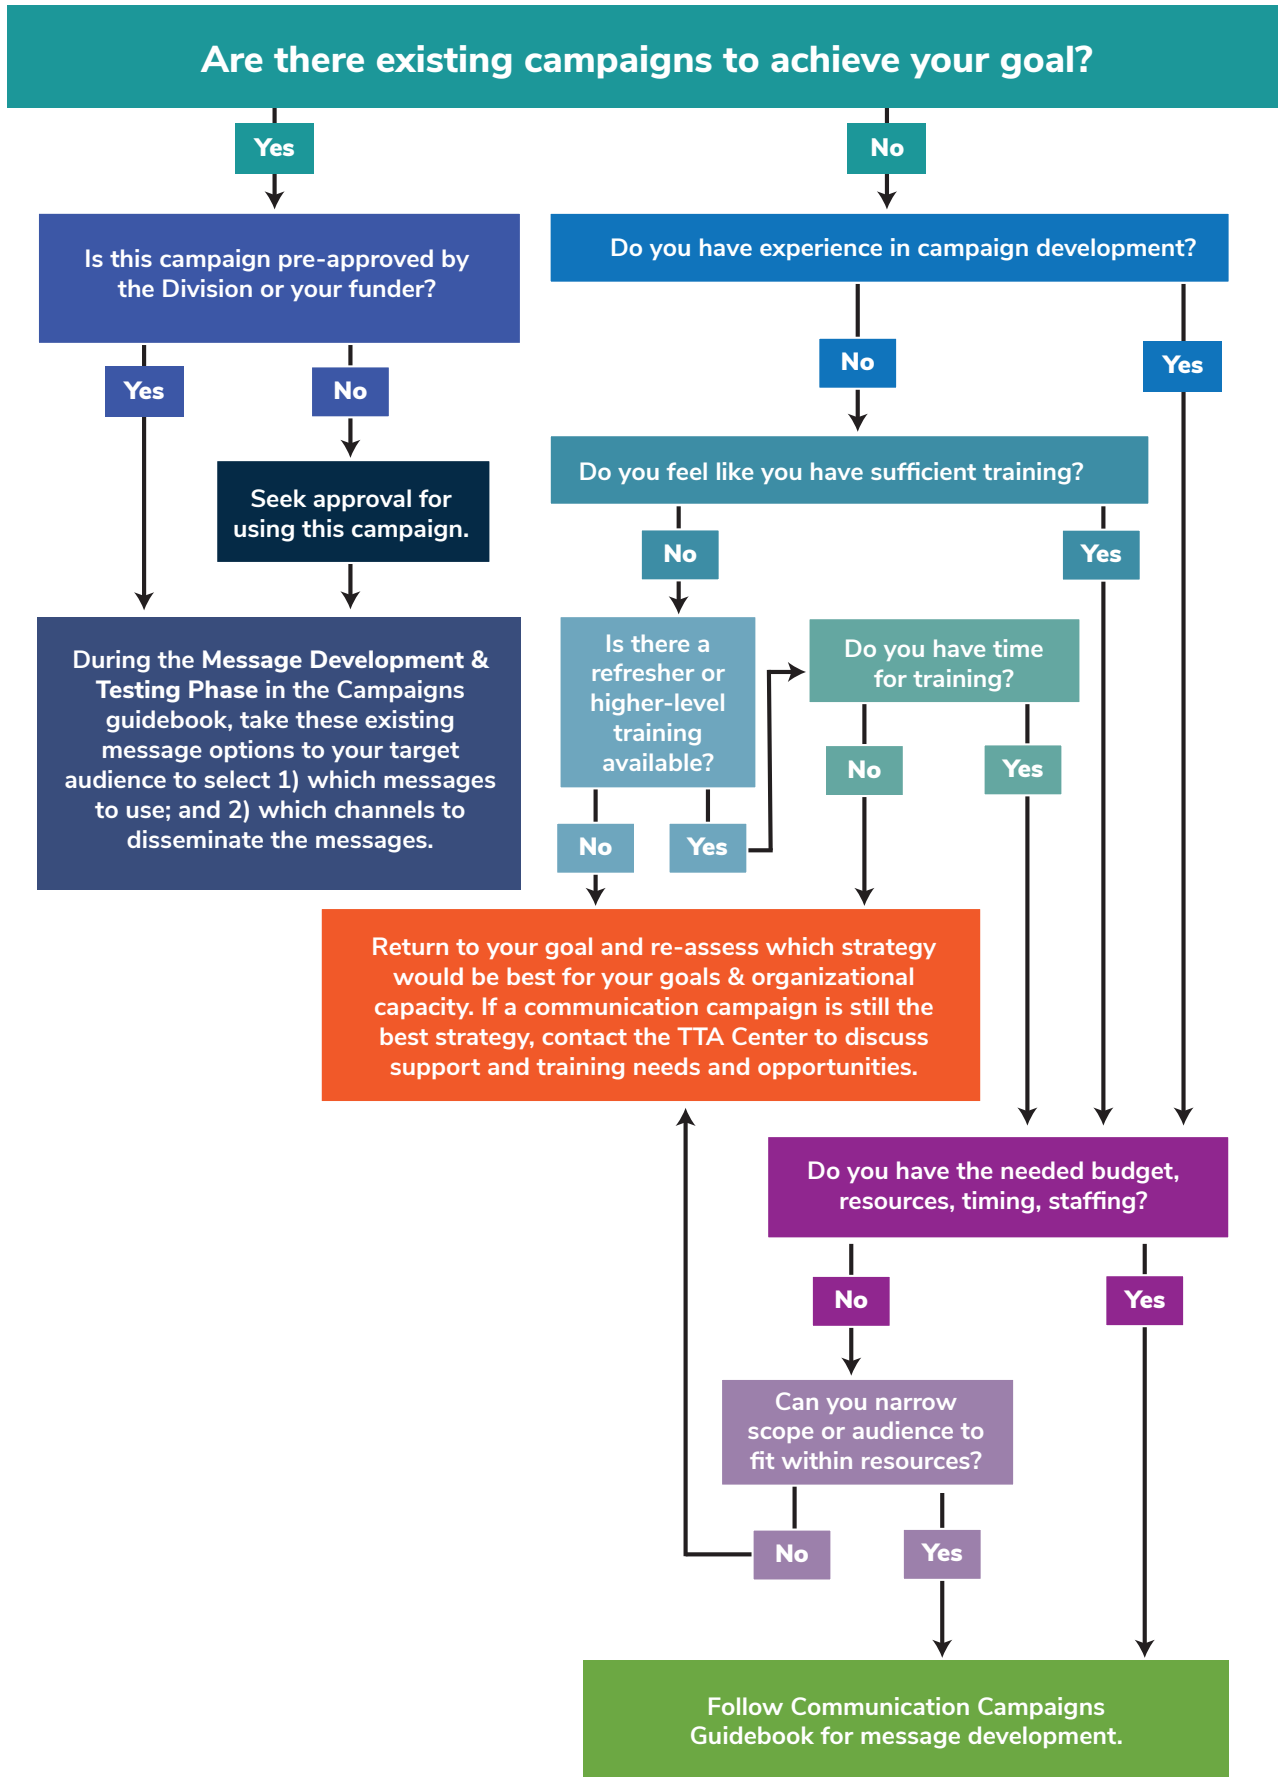 Are there existing campaigns to achieve your goal?
Yes
No
Is this campaign pre-approved by
the Division or your funder?
Do you have experience in campaign development?
Yes
No
No
Yes
Seek approval for
using this campaign.
Do you feel like you have sufficient training?
No
Yes
During the Message Development &
Testing Phase in the Campaigns
guidebook, take these existing
message options to your target
audience to select 1) which messages
to use; and 2) which channels to
disseminate the messages.
Is there a
refresher or
higher-level
training
available?
Do you have time
for training?
No
Yes
No
Yes
Return to your goal and re-assess which strategy
would be best for your goals & organizational
capacity. If a communication campaign is still the
best strategy, contact the TTA Center to discuss
support and training needs and opportunities.
Do you have the needed budget,
resources, timing, staffing?
No
Yes
Can you narrow
scope or audience to
fit within resources?
No
Yes
Follow Communication Campaigns
Guidebook for message development.